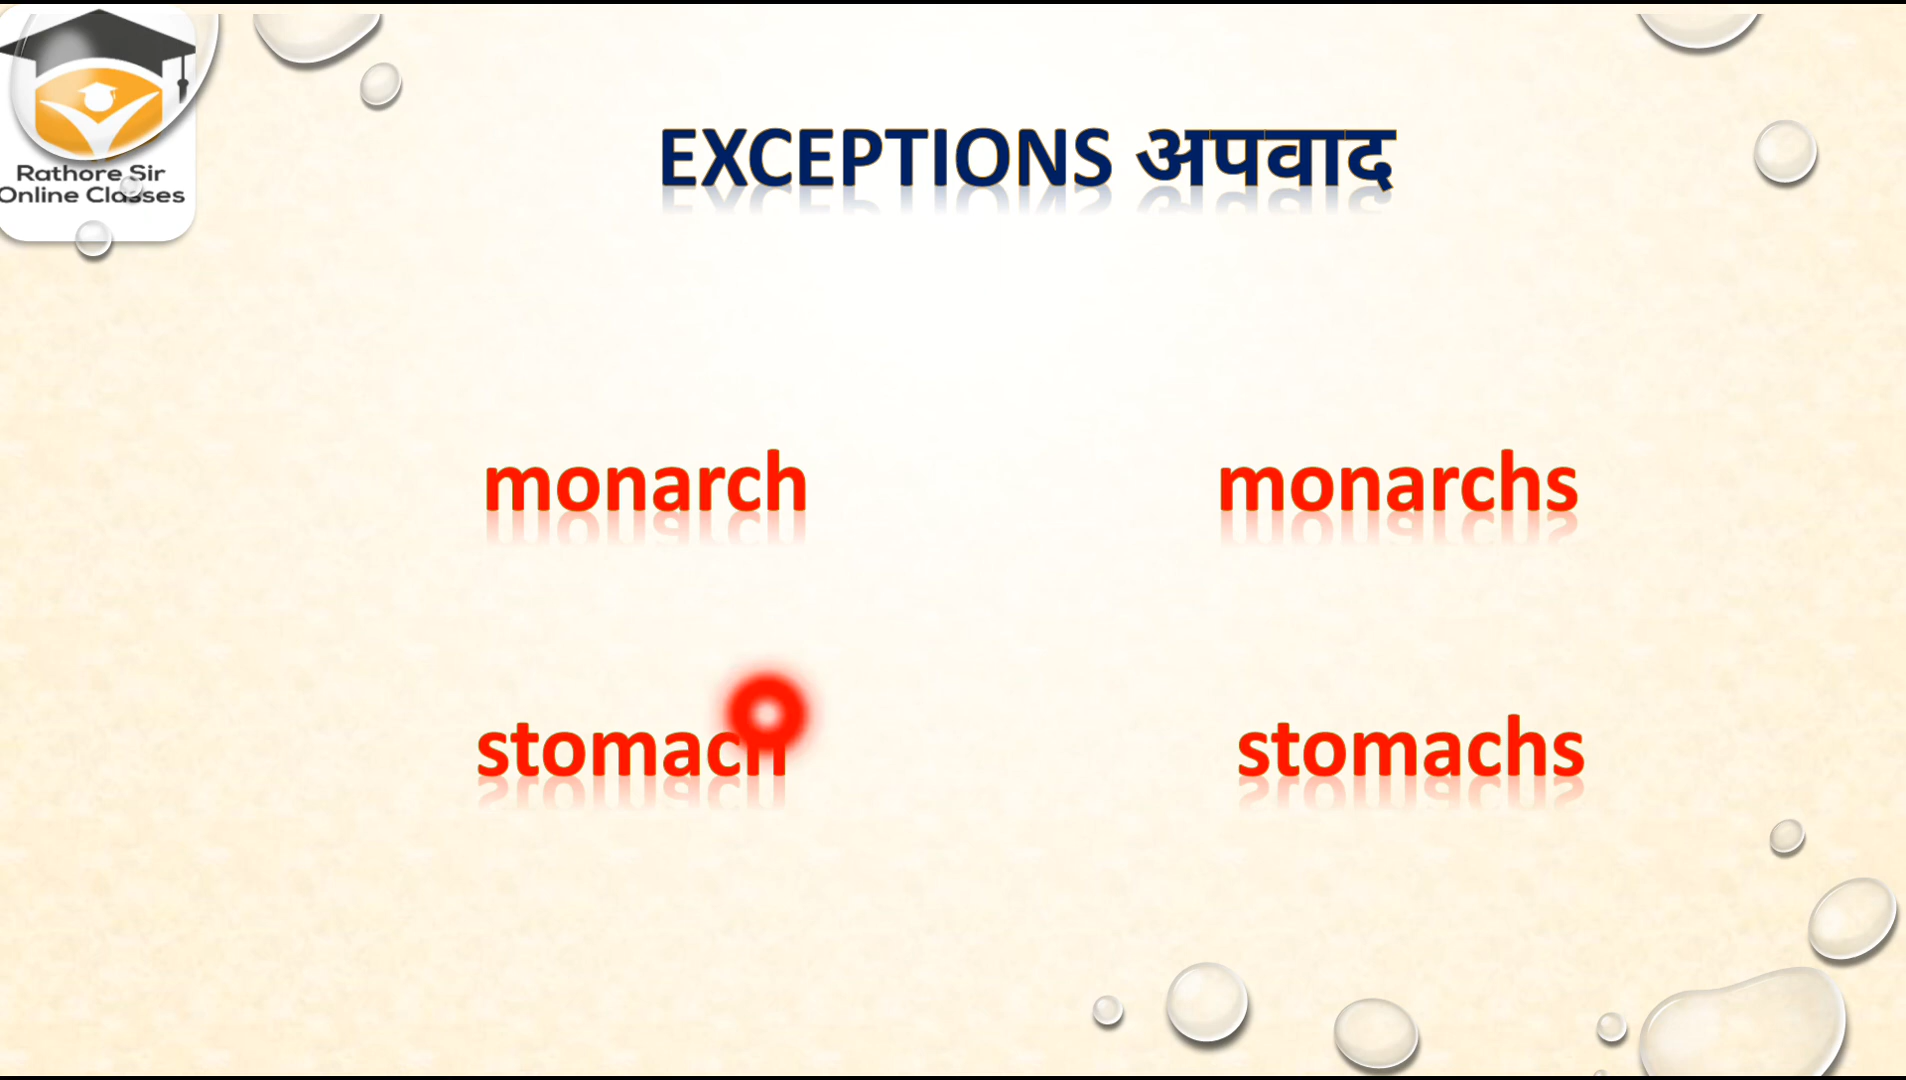 Rathore Sir
Online Classes
EXCEPTIONS अपवाद
monarch monarchs
stomach stomachs